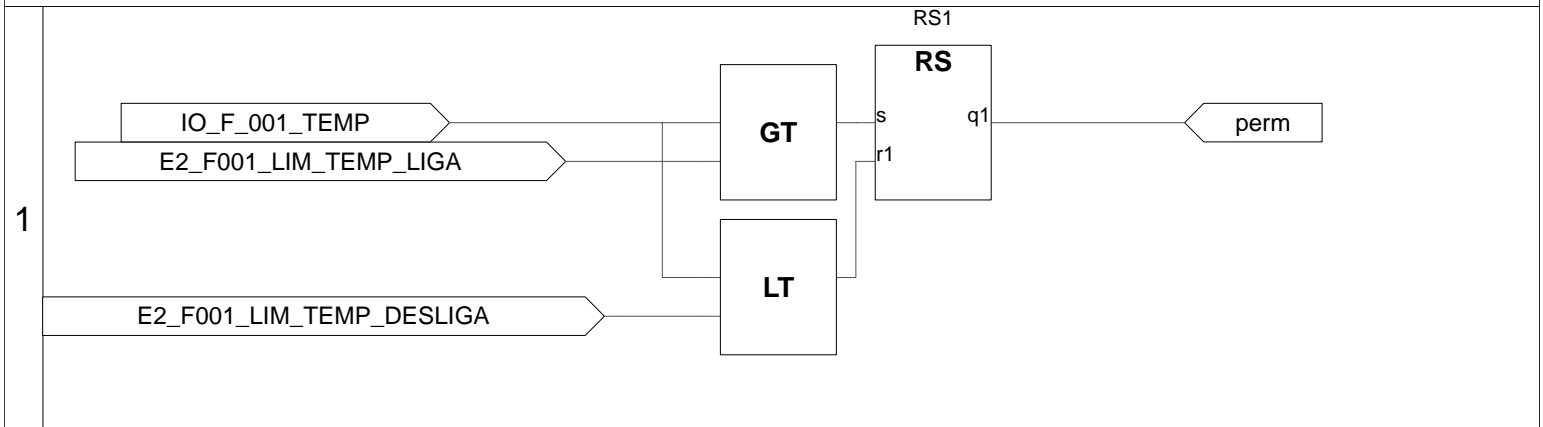 RS1
RS
IO_F_001_TEMP
GT
s
q1
perm
E2_F001_LIM_TEMP_LIGA
r1
1
LT
E2_F001_LIM_TEMP_DESLIGA